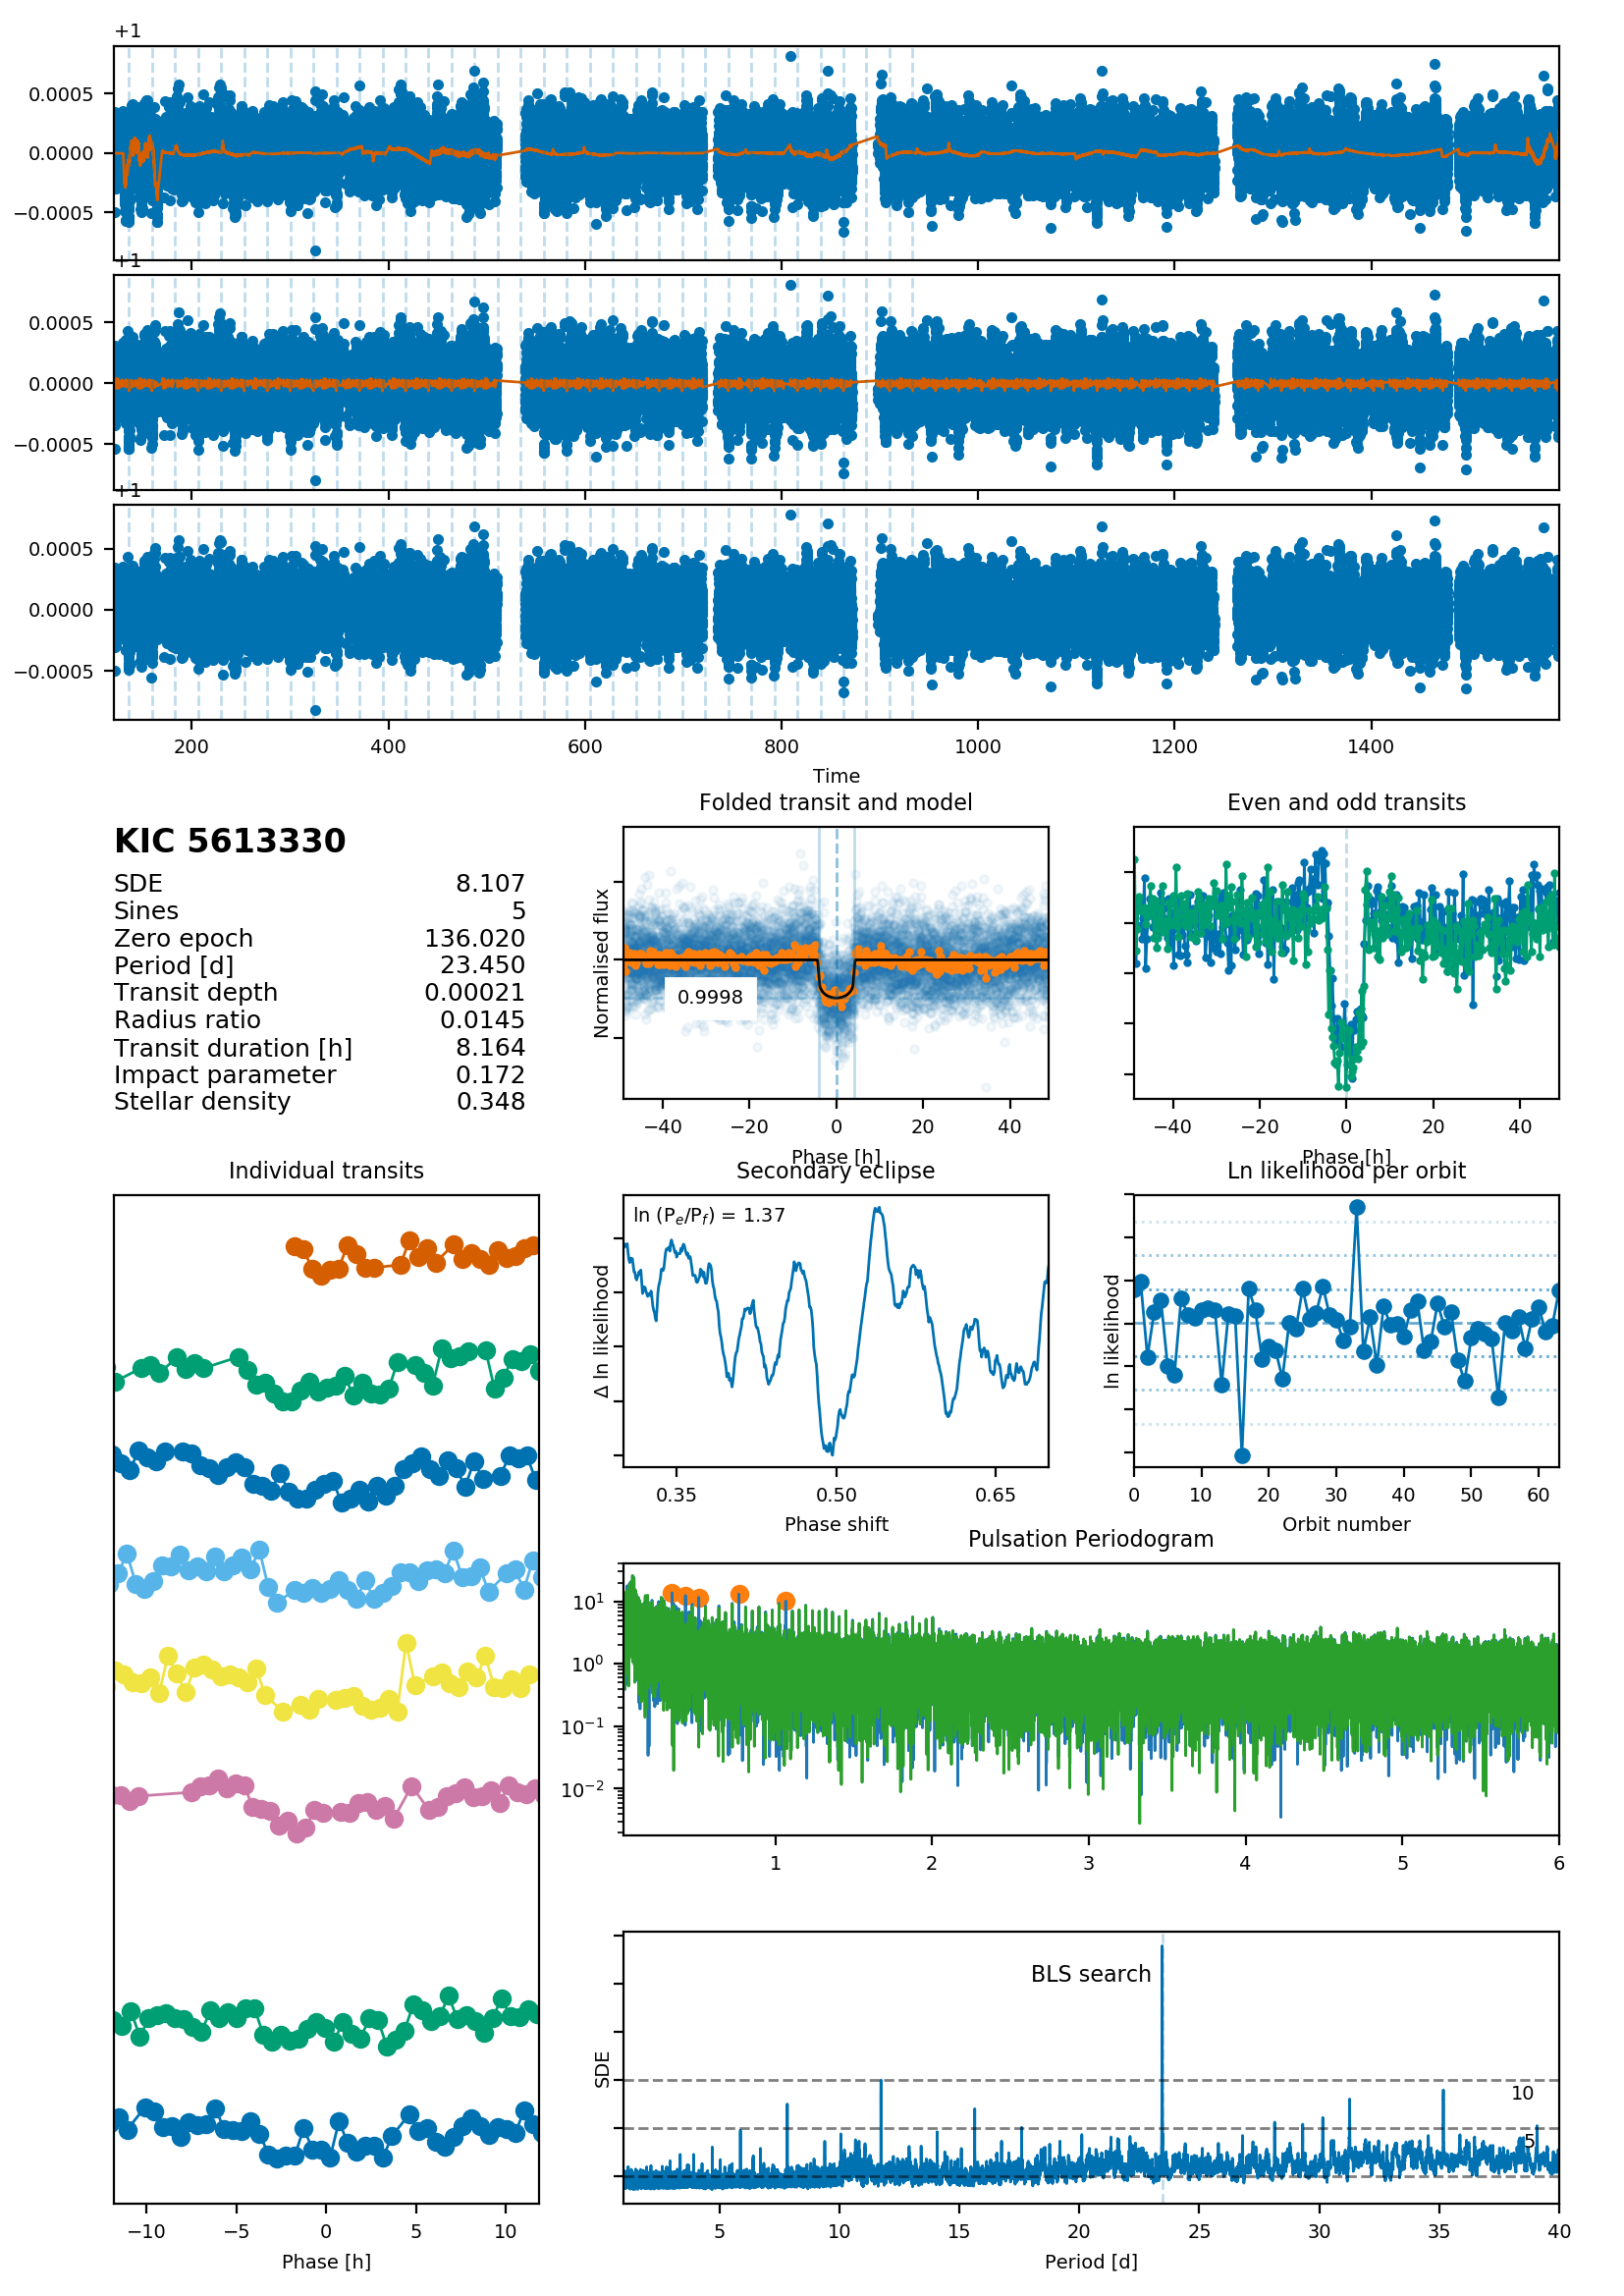 +1
0.0005
0.0000
−0.0005
+1
0.0005
0.0000
−0.0005
+1
0.0005
0.0000
−0.0005
200 400 600 800 1000 1200 1400
Time
KIC 5613330
SDE 8.107
Sines 5
Zero epoch 136.020
Period [d] 23.450
Transit depth 0.00021
Radius ratio 0.0145
Transit duration [h] 8.164
Impact parameter 0.172
Stellar density 0.348
Folded transit and model
Normalised flux
0.9998
−40 −20 0 20 40
Phase [h]
Even and odd transits
−40 −20 0 20 40
Phase [h]
Individual transits
−10 −5 0 5 10
Phase [h]
Secondary eclipse
ln (Pe/Pf) = 1.37
Δ ln likelihood
0.35 0.50 0.65
Phase shift
Ln likelihood per orbit
ln likelihood
0 10 20 30 40 50 60
Orbit number
Pulsation Periodogram
10¹
10⁰
10⁻¹
10⁻²
1 2 3 4 5 6
BLS search
SDE
10
5
5 10 15 20 25 30 35 40
Period [d]